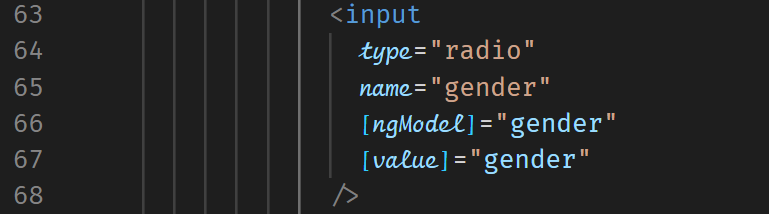 63 <input
64 type="radio"
65 name="gender"
66 [ngModel]="gender"
67 [value]="gender"
68 />